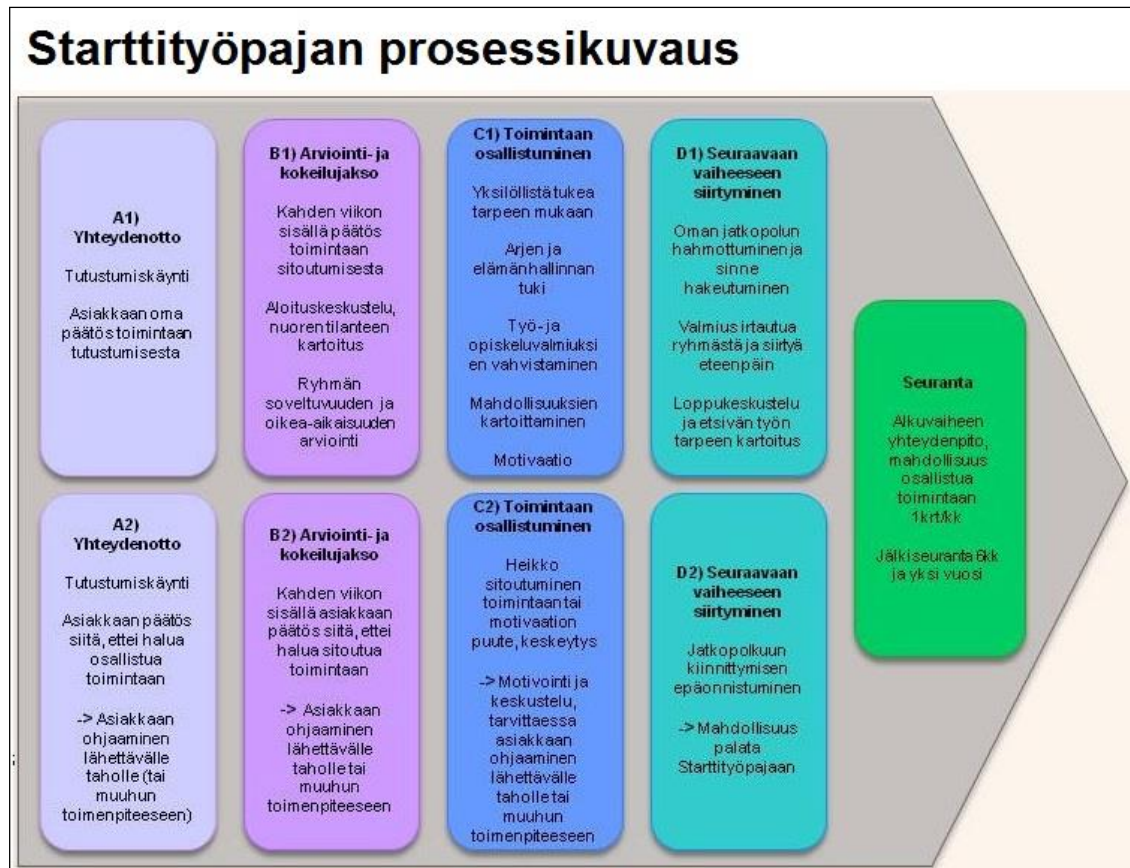 Starttityöpajan prosessikuvaus
A1)
Yhteydenotto
Tutustumiskäynti
Asiakkaan oma
päätös toimintaan
tutustumisesta
B1) Arviointi- ja
kokeilujakso
Kahden viikon
sisällä päätös
toimintaan
sitoutumisesta
Aloituskeskustelu,
nuoren tilanteen
kartoitus
Ryhmän
soveltuvuuden ja
oikea-aikaisuuden
arviointi
C1) Toimintaan
osallistuminen
Yksilöllistä tukea
tarpeen mukaan
Arjen ja
elämänhallinnan
tuki
Työ- ja
opiskeluvalmiuksi
en vahvistaminen
Mahdollisuuksien
kartoittaminen
Motivaatio
D1) Seuraavaan
vaiheeseen
siirtyminen
Oman jatkopolun
hahmottuminen ja
sinne
hakeutuminen
Valmius irtautua
ryhmästä ja siirtyä
eteenpäin
Loppukeskustelu
ja etsivän työn
tarpeen kartoitus
A2)
Yhteydenotto
Tutustumiskäynti
Asiakkaan päätös
siitä, ettei halua
osallistua
toimintaan
-> Asiakkaan
ohjaaminen
lähettävälle
taholle (tai
muuhun
toimenpiteeseen)
B2) Arviointi- ja
kokeilujakso
Kahden viikon
sisällä asiakkaan
päätös siitä, ettei
halua sitoutua
toimintaan
-> Asiakkaan
ohjaaminen
lähettävälle
taholle tai
muuhun
toimenpiteeseen
C2) Toimintaan
osallistuminen
Heikko
sitoutuminen
toimintaan tai
motivaation
puute, keskeytys
-> Motivointi ja
keskustelu,
tarvittaessa
asiakkaan
ohjaaminen
lähettävälle
taholle tai
muuhun
toimenpiteeseen
D2) Seuraavaan
vaiheeseen
siirtyminen
Jatkopolkuun
kiinnittymisen
epäonnistuminen
-> Mahdollisuus
palata
Starttityöpajaan
Seuranta
Alkuvaiheen
yhteydenpito,
mahdollisuus
osallistua
toimintaan
1krt/kk
Jälkiseuranta 6kk
ja yksi vuosi